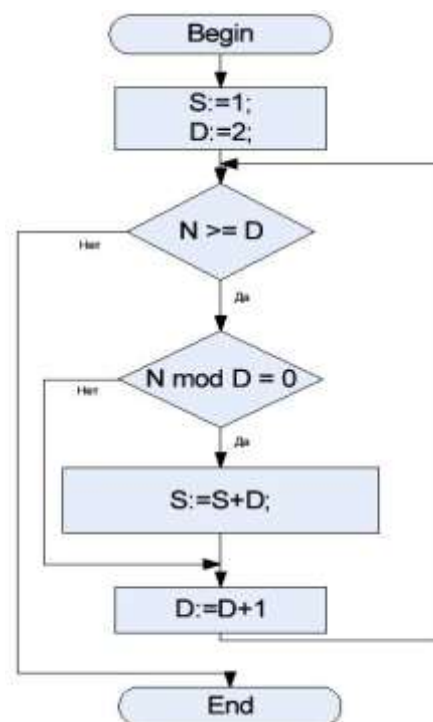 Begin
S:=1;
D:=2;
N >= D
Нет
Да
N mod D = 0
Нет
Да
S:=S+D;
D:=D+1
End